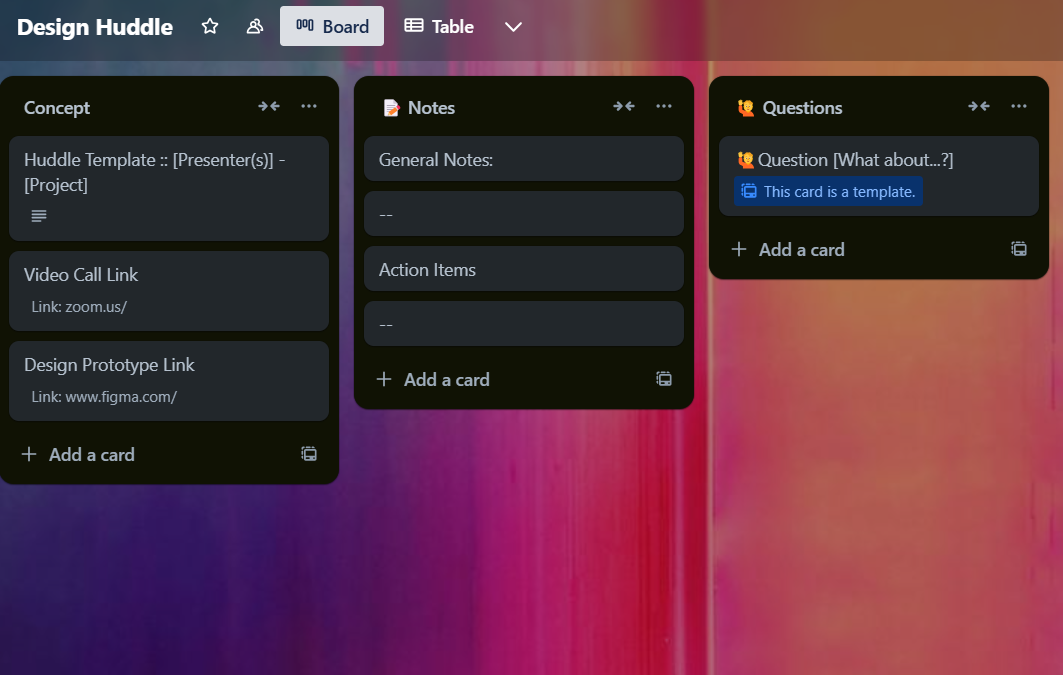 Design Huddle
Board
Table
Concept
Huddle Template :: [Presenter(s)] -
[Project]
Video Call Link
Link: zoom.us/
Design Prototype Link
Link: www.figma.com/
Add a card
📝 Notes
General Notes:
--
Action Items
--
Add a card
🙋 Questions
🙋Question [What about...?]
This card is a template.
Add a card